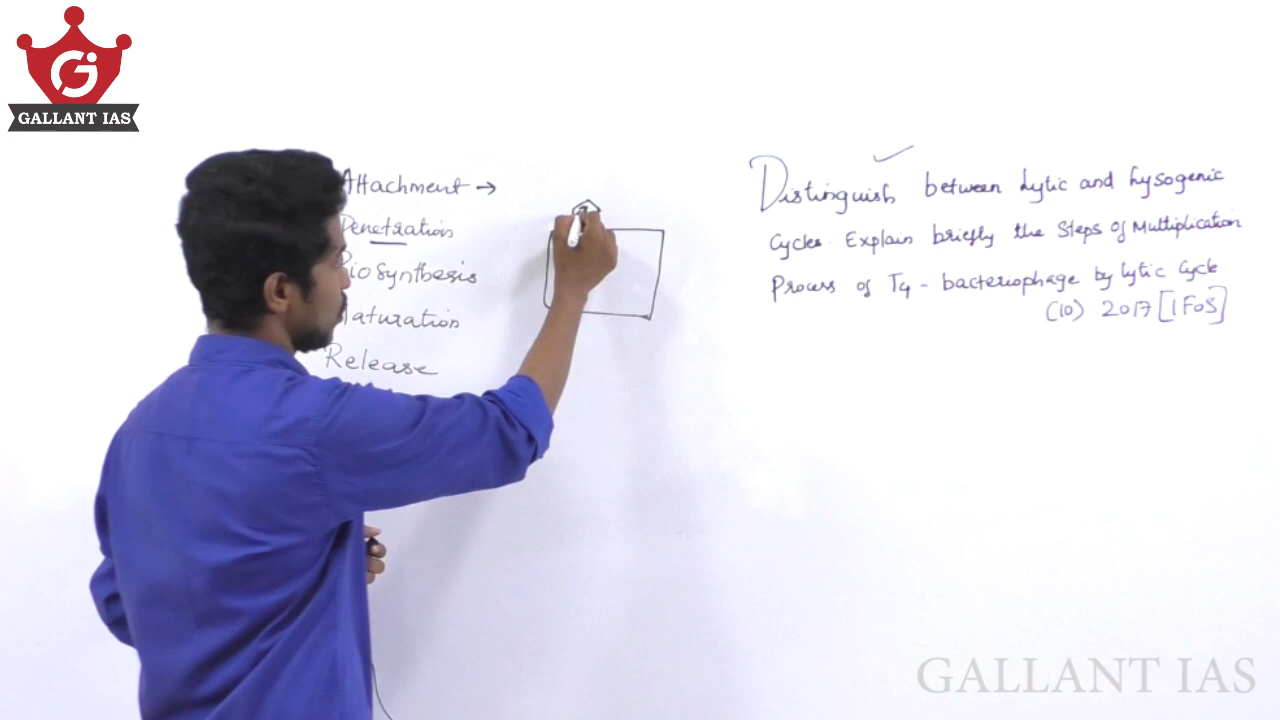 GALLANT IAS
Attachment →
Penetration
BioSynthesis
Maturation
Release
Distinguish between Lytic and Lysogenic
Cycles. Explain briefly the Steps of Multiplication
Process of T4 - bacteriophage by lytic Cycle.
(10) 2017 [IFoS]
GALLANT IAS